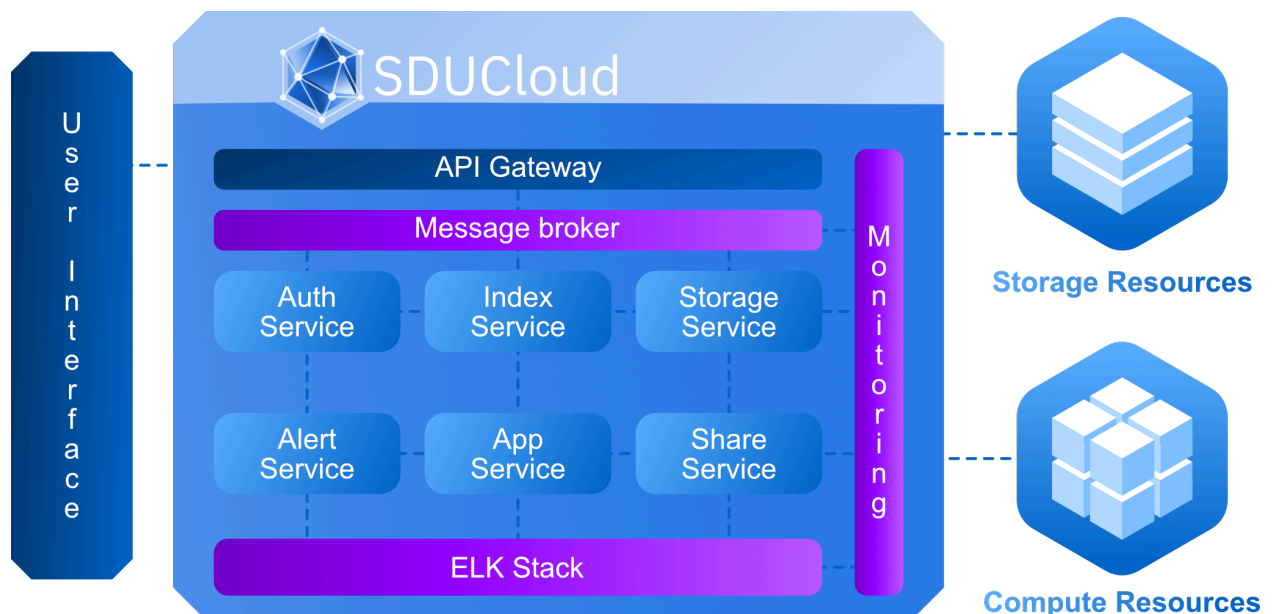 User Interface
SDUCloud
API Gateway
Message broker
Auth
Service
Index
Service
Storage
Service
Alert
Service
App
Service
Share
Service
ELK Stack
Monitoring
Storage Resources
Compute Resources